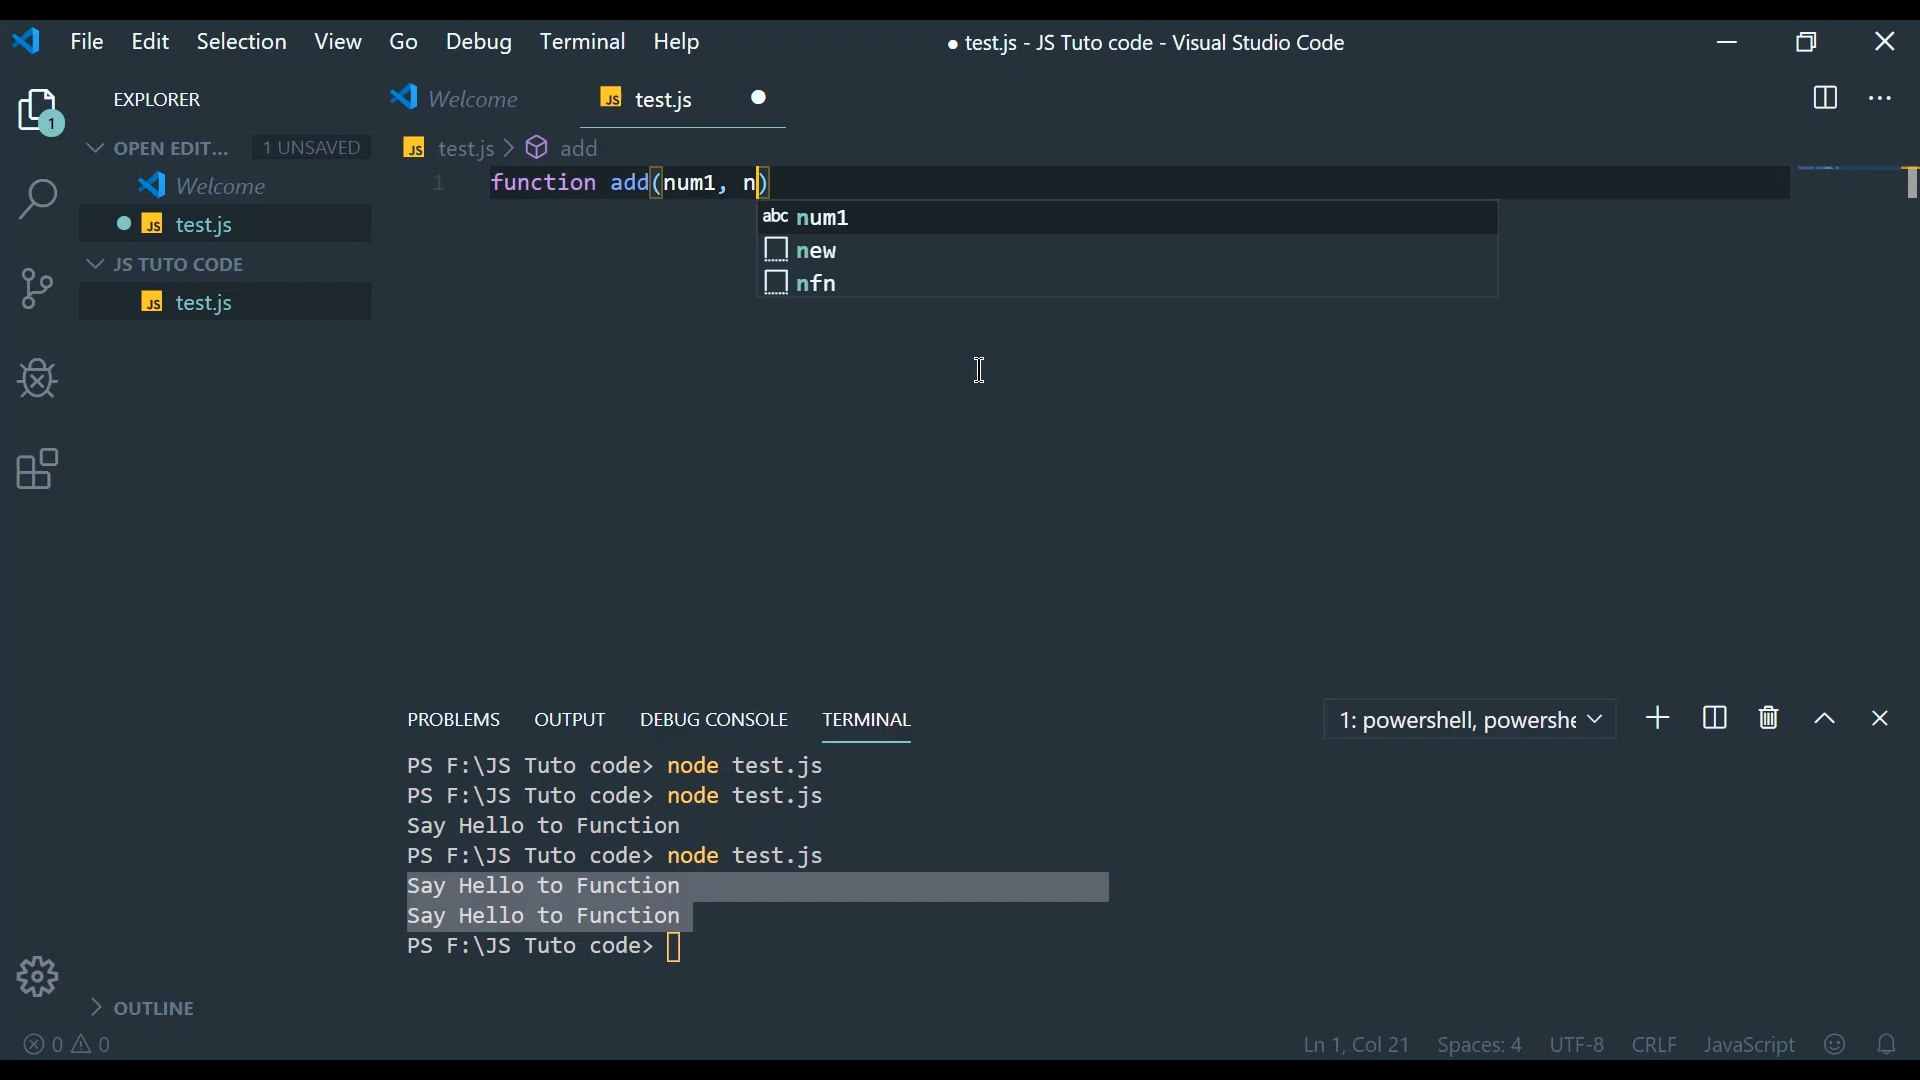 File Edit Selection View Go Debug Terminal Help
● test.js - JS Tuto code - Visual Studio Code
1
EXPLORER
OPEN EDIT... 1 UNSAVED
Welcome
test.js
JS TUTO CODE
test.js
OUTLINE
Welcome
JS test.js
JS test.js > add
1 function add(num1, n)
abc num1
new
nfn
PROBLEMS OUTPUT DEBUG CONSOLE TERMINAL
1: powershell, powershe
PS F:\JS Tuto code> node test.js
PS F:\JS Tuto code> node test.js
Say Hello to Function
PS F:\JS Tuto code> node test.js
Say Hello to Function
Say Hello to Function
PS F:\JS Tuto code>
0 0
Ln 1, Col 21 Spaces: 4 UTF-8 CRLF JavaScript